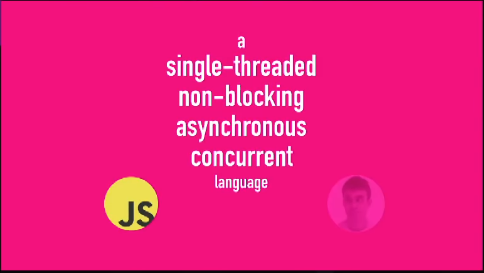 a
single-threaded
non-blocking
asynchronous
concurrent
language
JS